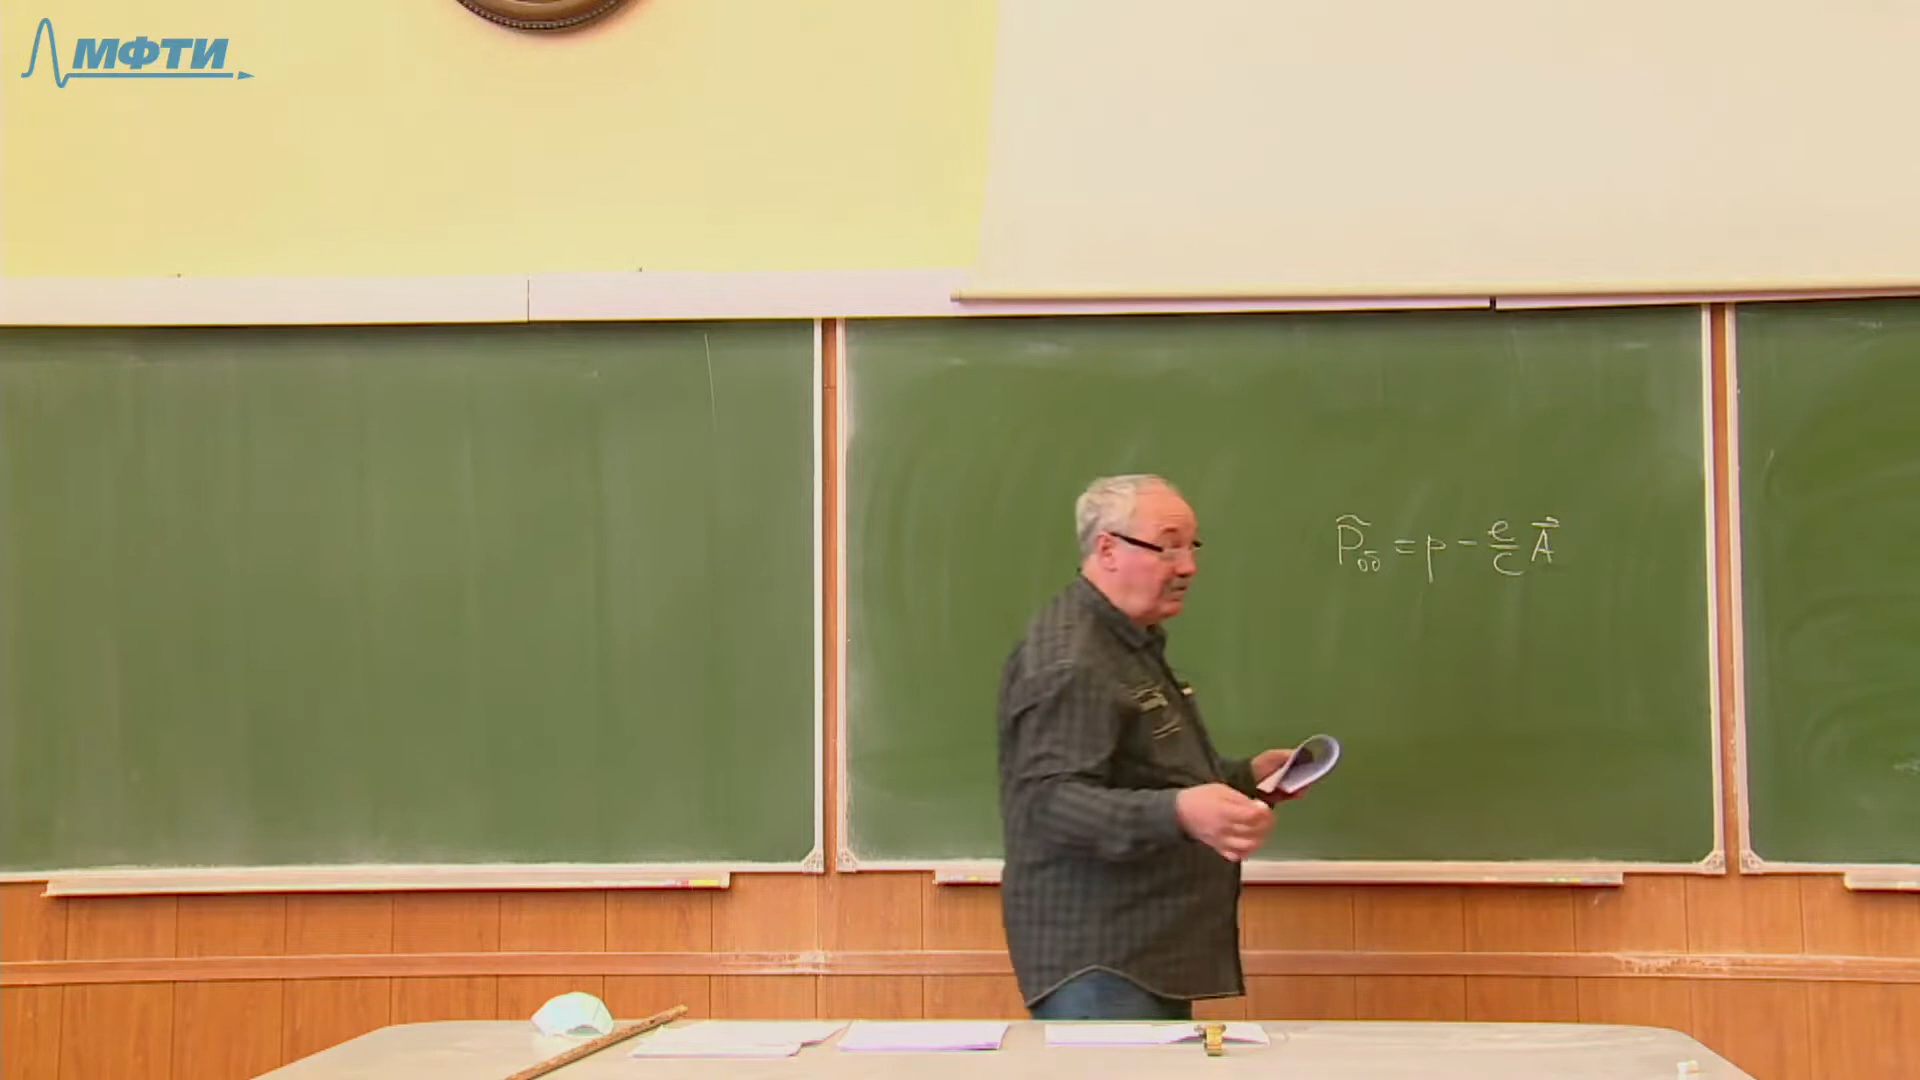 МФТИ
P̃об = p - e/c A⃗